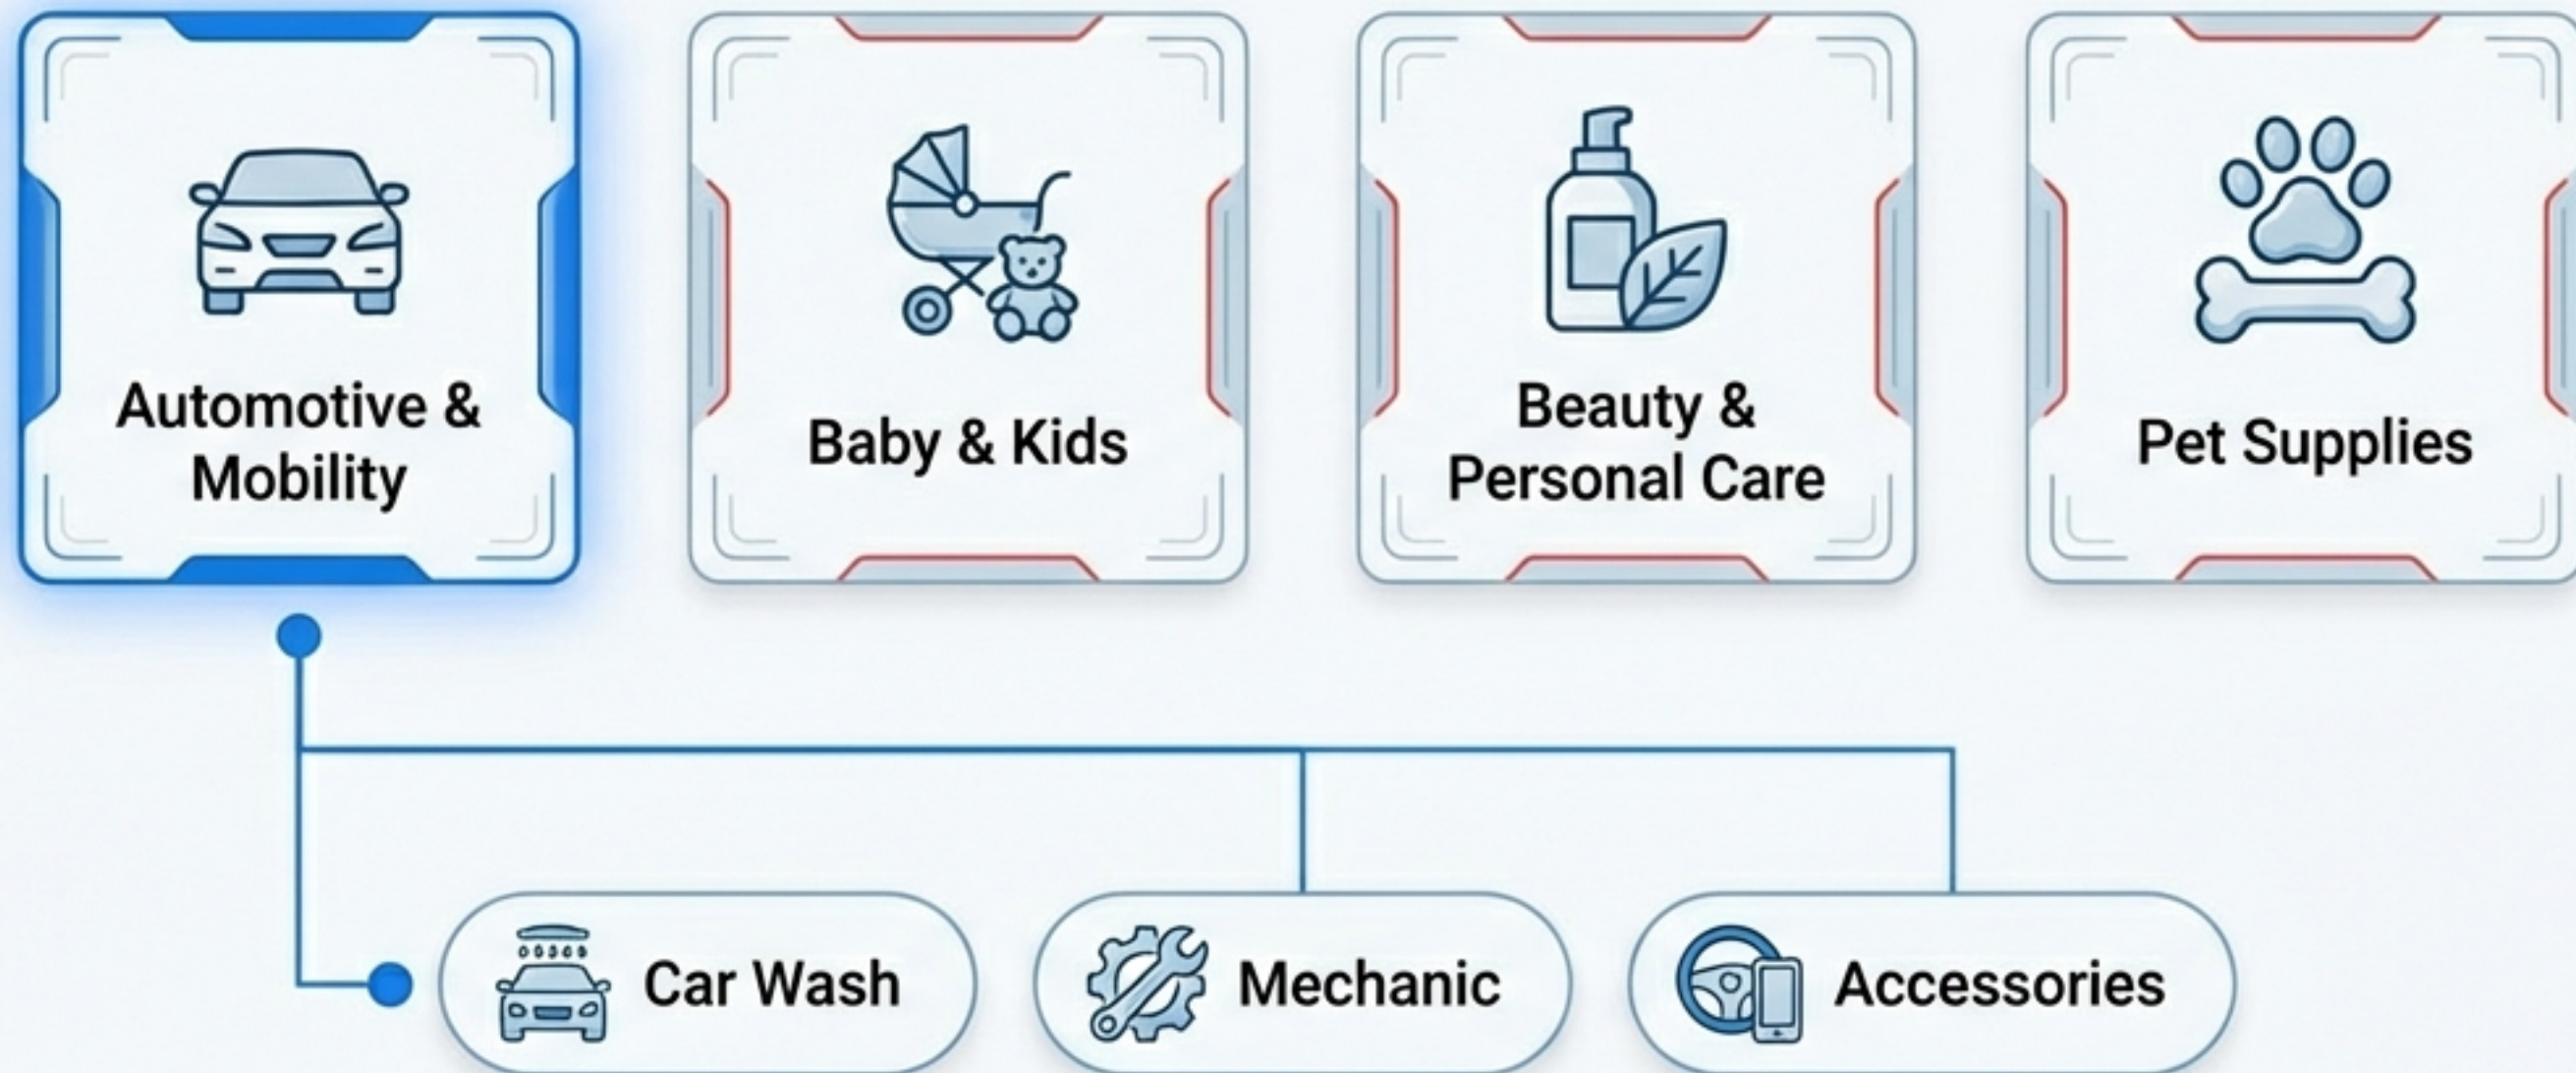 Automotive &
Mobility
Baby & Kids
Beauty &
Personal Care
Pet Supplies
Car Wash
Mechanic
Accessories